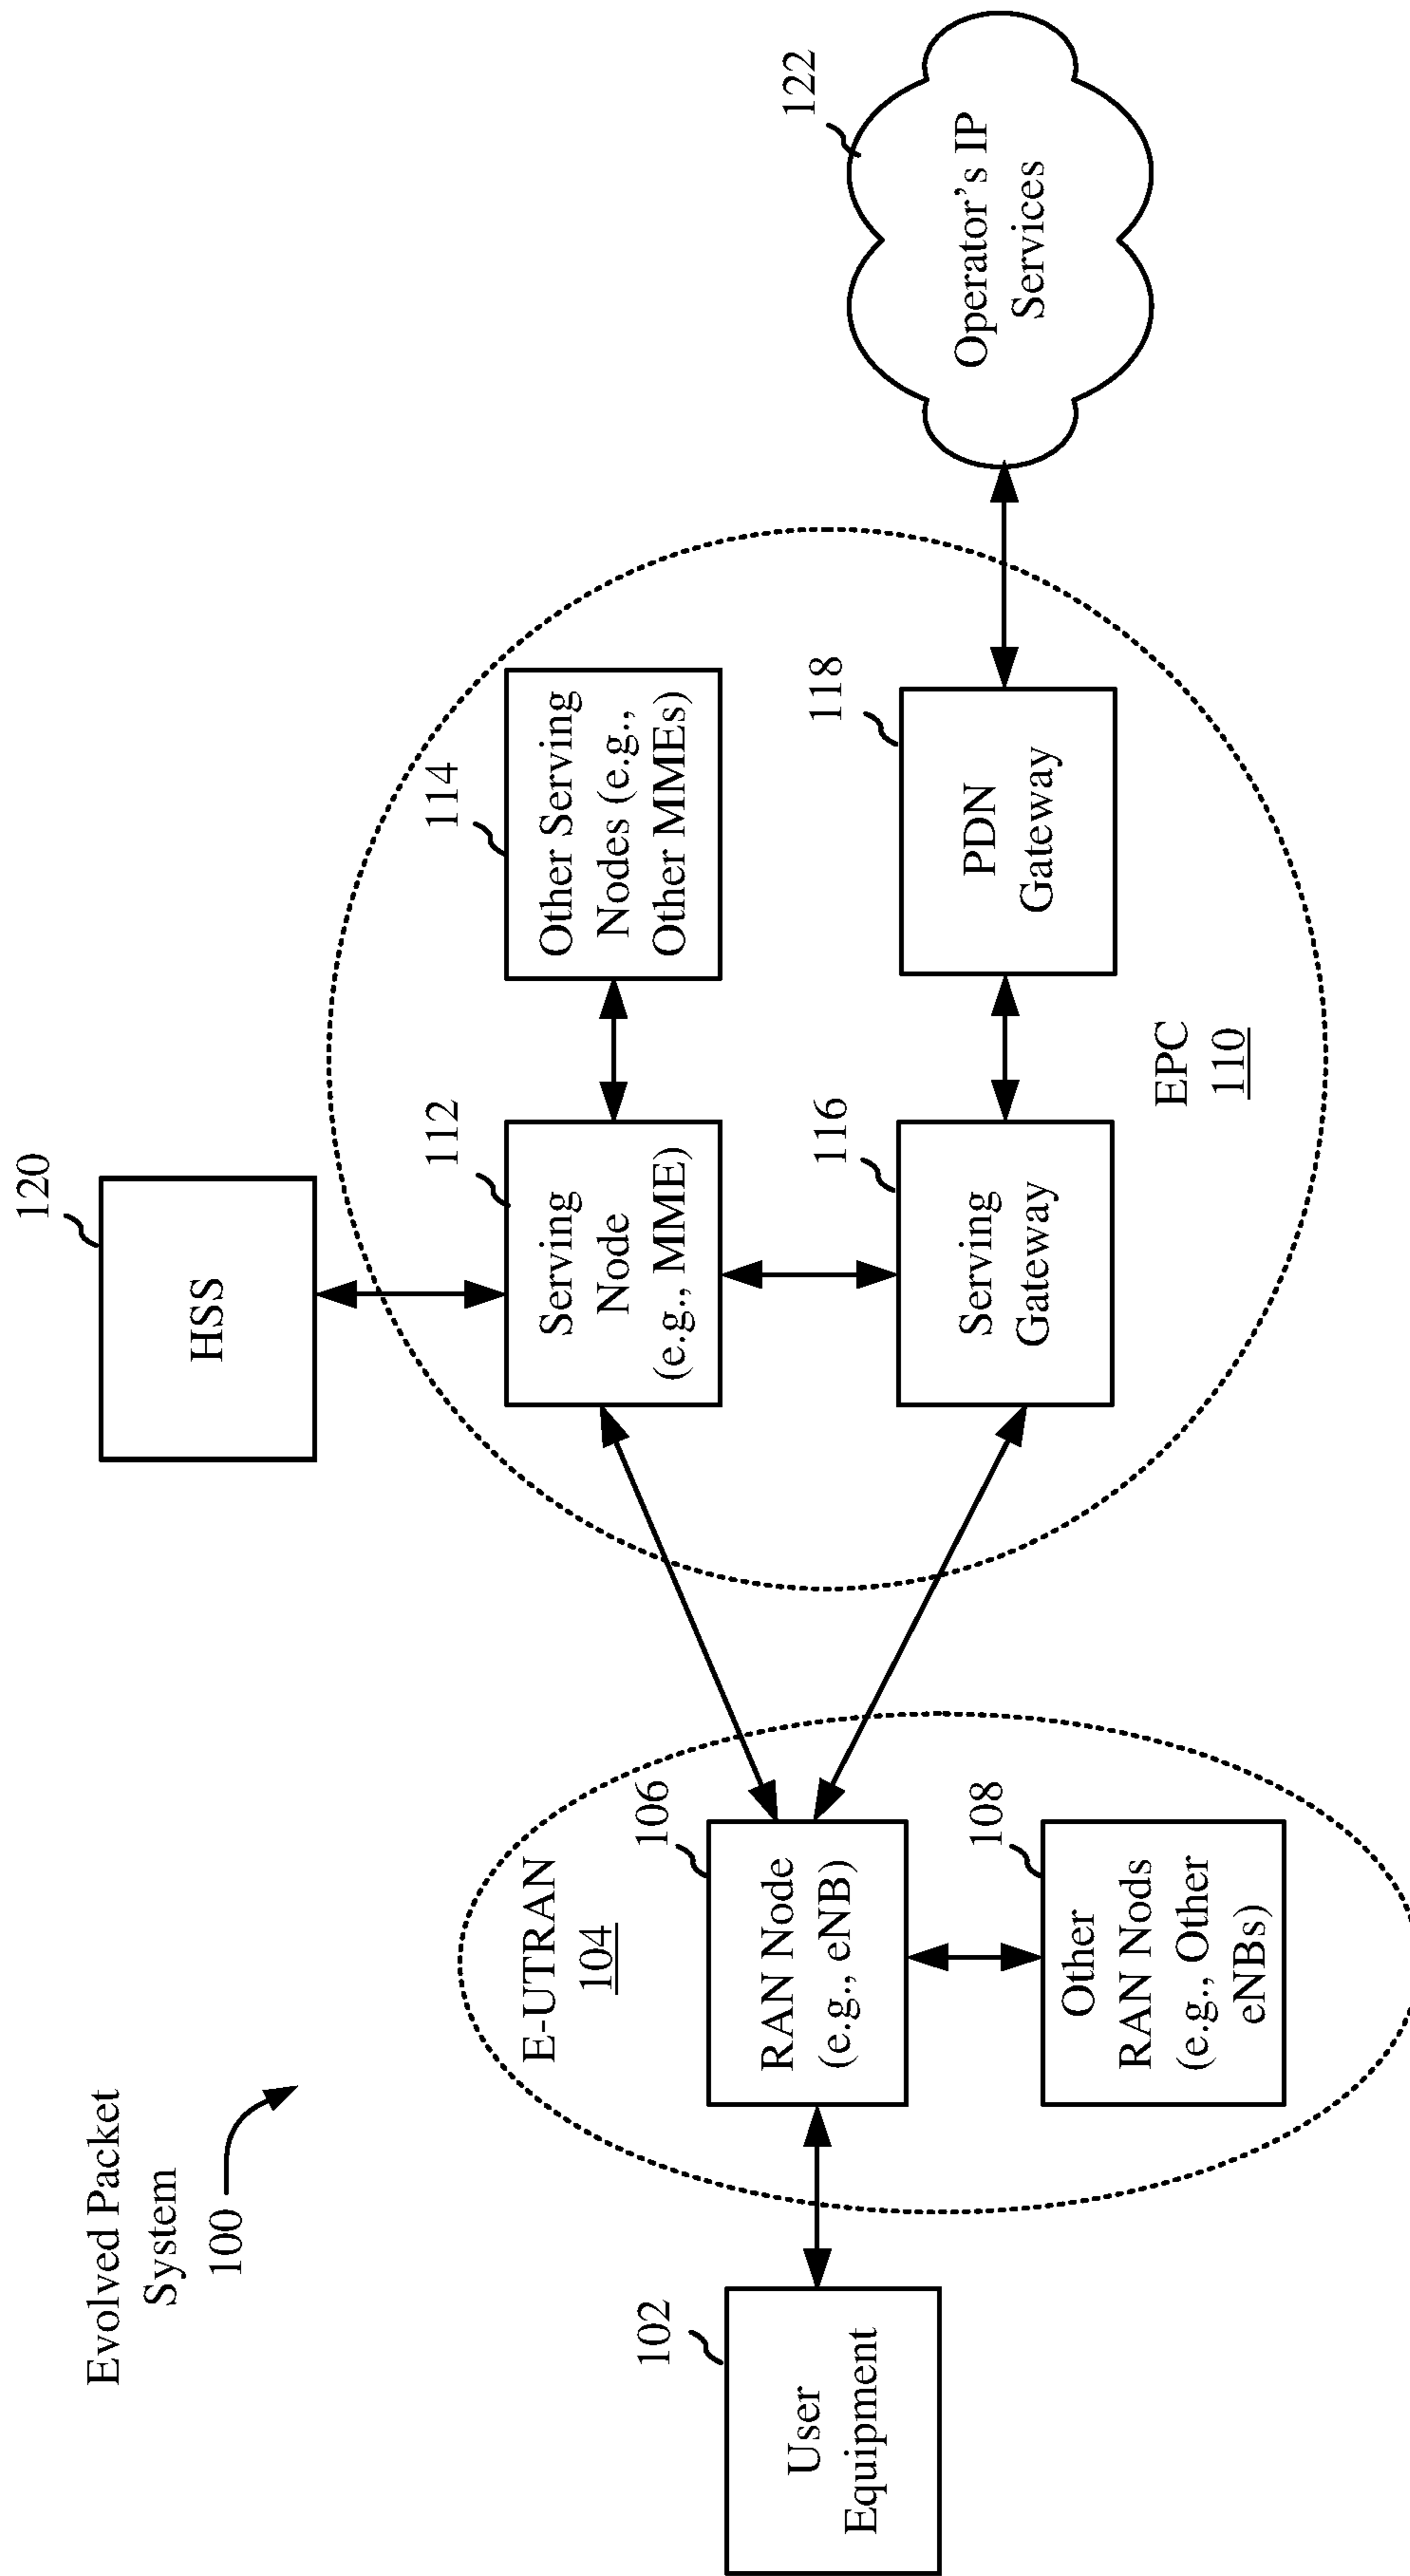 Evolved Packet
System
100
120
HSS
122
Operator's IP
Services
112
Serving
Node
(e.g., MME)
114
Other Serving
Nodes (e.g.,
Other MMEs)
E-UTRAN
104
102
User
Equipment
106
RAN Node
(e.g., eNB)
108
Other
RAN Nods
(e.g., Other
eNBs)
116
Serving
Gateway
118
PDN
Gateway
EPC
110